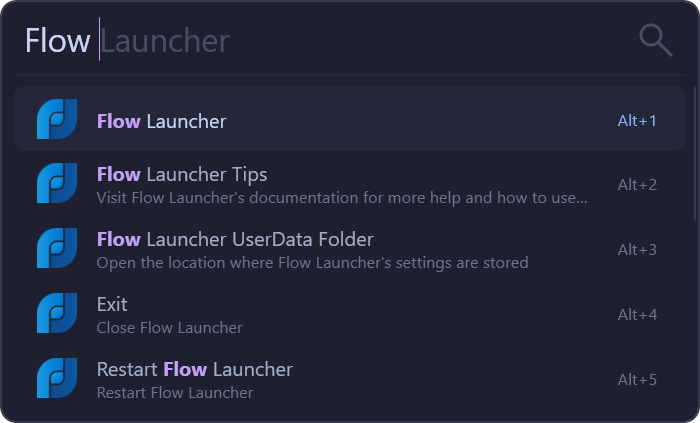 Flow Launcher
Flow Launcher
Alt+1
Flow Launcher Tips
Visit Flow Launcher's documentation for more help and how to use...
Alt+2
Flow Launcher UserData Folder
Open the location where Flow Launcher's settings are stored
Alt+3
Exit
Close Flow Launcher
Alt+4
Restart Flow Launcher
Restart Flow Launcher
Alt+5